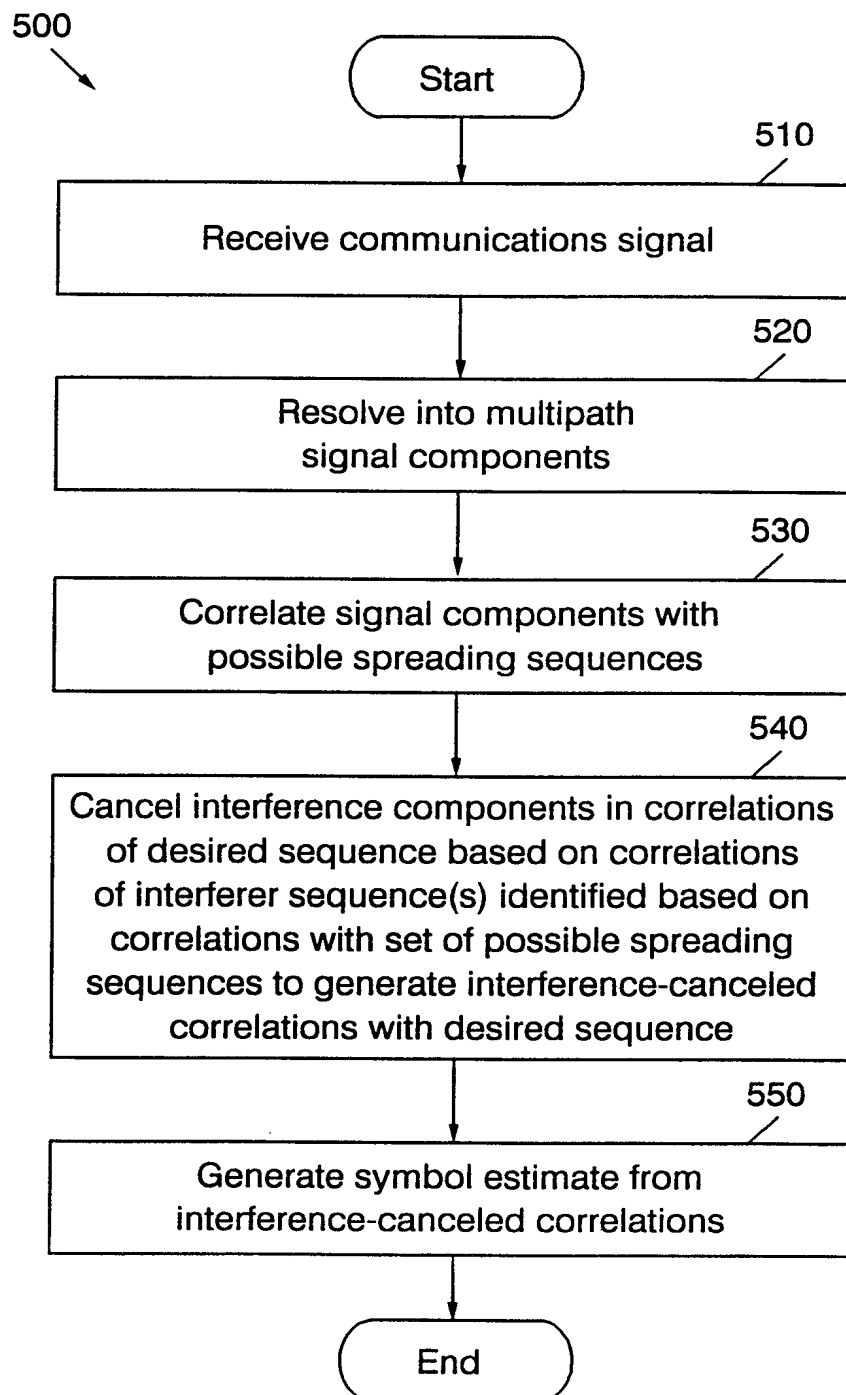 500
Start
510
Receive communications signal
520
Resolve into multipath
signal components
530
Correlate signal components with
possible spreading sequences
540
Cancel interference components in correlations
of desired sequence based on correlations
of interferer sequence(s) identified based on
correlations with set of possible spreading
sequences to generate interference-canceled
correlations with desired sequence
550
Generate symbol estimate from
interference-canceled correlations
End